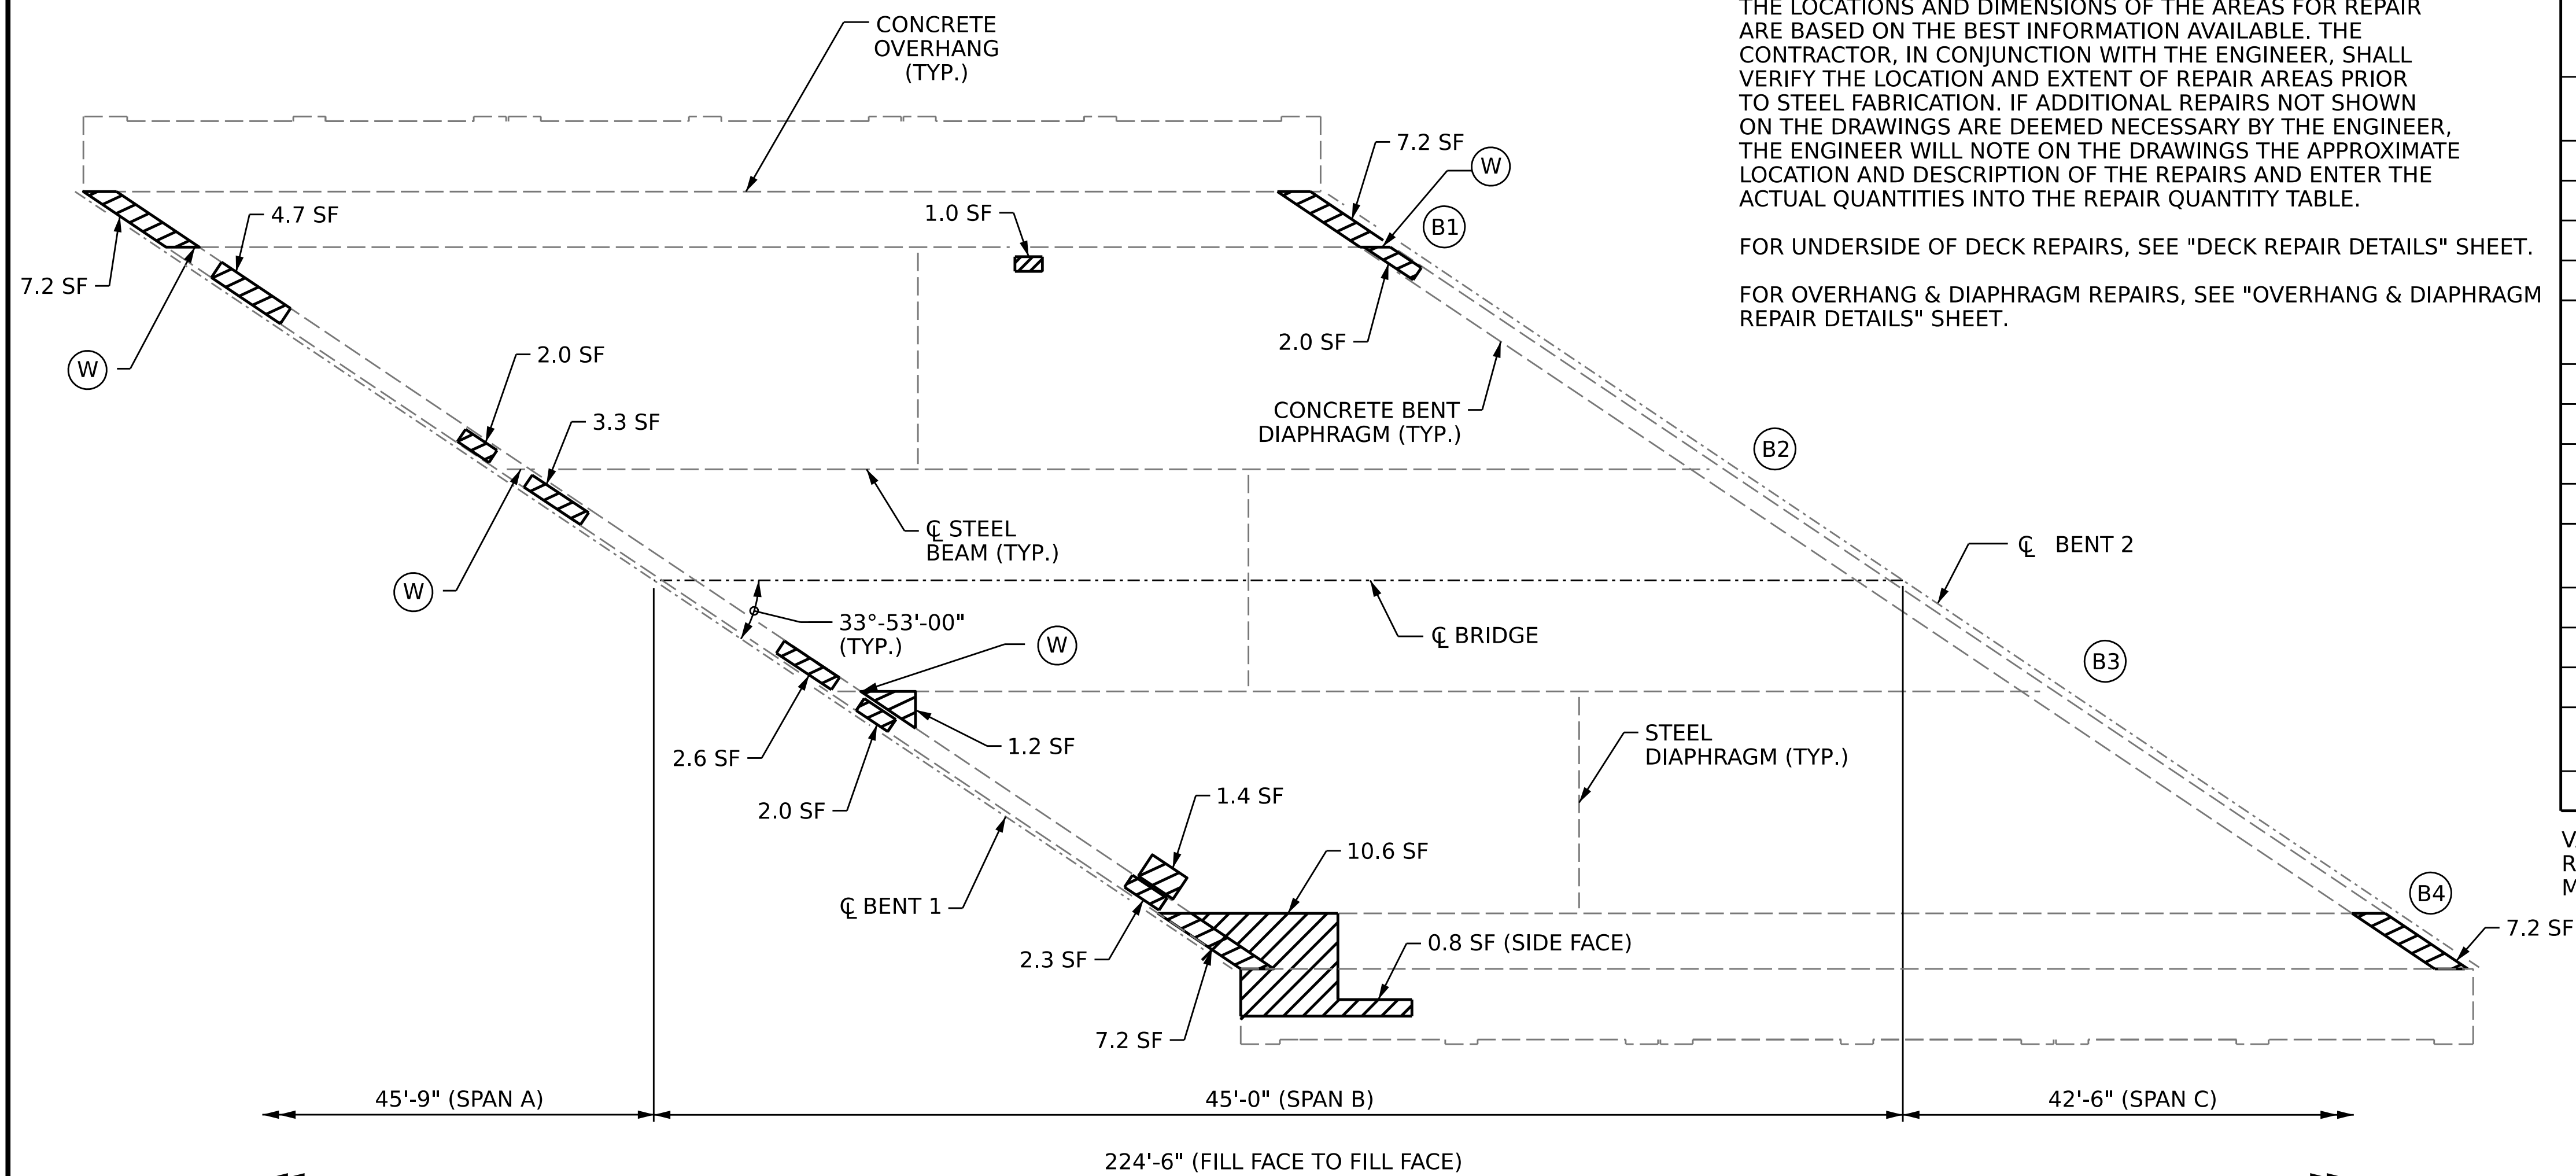 CONCRETE
OVERHANG
(TYP.)
THE LOCATIONS AND DIMENSIONS OF THE AREAS FOR REPAIR
ARE BASED ON THE BEST INFORMATION AVAILABLE. THE
CONTRACTOR, IN CONJUNCTION WITH THE ENGINEER, SHALL
VERIFY THE LOCATION AND EXTENT OF REPAIR AREAS PRIOR
TO STEEL FABRICATION. IF ADDITIONAL REPAIRS NOT SHOWN
ON THE DRAWINGS ARE DEEMED NECESSARY BY THE ENGINEER,
THE ENGINEER WILL NOTE ON THE DRAWINGS THE APPROXIMATE
LOCATION AND DESCRIPTION OF THE REPAIRS AND ENTER THE
ACTUAL QUANTITIES INTO THE REPAIR QUANTITY TABLE.
FOR UNDERSIDE OF DECK REPAIRS, SEE "DECK REPAIR DETAILS" SHEET.
FOR OVERHANG & DIAPHRAGM REPAIRS, SEE "OVERHANG & DIAPHRAGM
REPAIR DETAILS" SHEET.
7.2 SF
W
B1
4.7 SF
1.0 SF
7.2 SF
2.0 SF
W
2.0 SF
3.3 SF
CONCRETE BENT
DIAPHRAGM (TYP.)
B2
℄ STEEL
BEAM (TYP.)
℄ BENT 2
W
33°-53'-00"
(TYP.)
W
℄ BRIDGE
B3
2.6 SF
1.2 SF
STEEL
DIAPHRAGM (TYP.)
2.0 SF
1.4 SF
10.6 SF
℄ BENT 1
B4
7.2 SF
2.3 SF
0.8 SF (SIDE FACE)
7.2 SF
V
R
M
45'-9" (SPAN A)
45'-0" (SPAN B)
42'-6" (SPAN C)
224'-6" (FILL FACE TO FILL FACE)